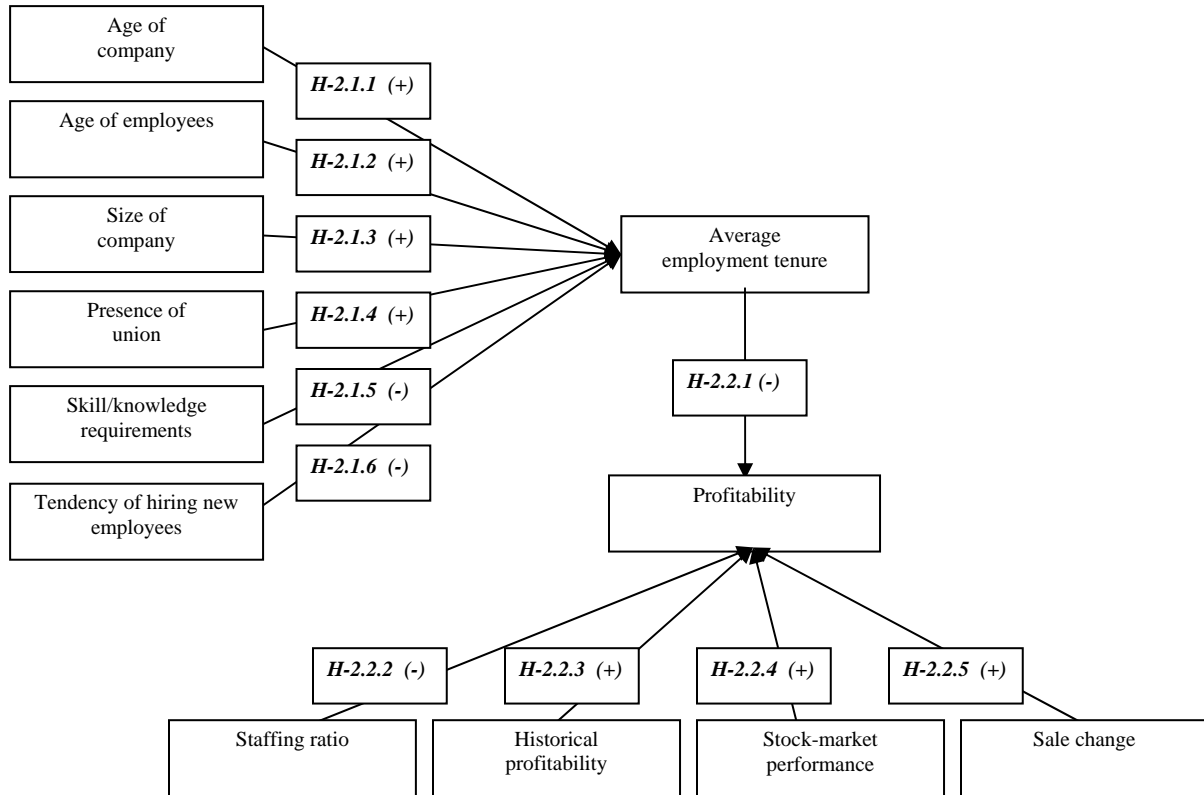 Age of
company
H-2.1.1 (+)
Age of employees
H-2.1.2 (+)
Size of
company
H-2.1.3 (+)
Average
employment tenure
Presence of
union
H-2.1.4 (+)
H-2.2.1 (-)
Skill/knowledge
requirements
H-2.1.5 (-)
H-2.1.6 (-)
Tendency of hiring new
employees
Profitability
H-2.2.2 (-)
H-2.2.3 (+)
H-2.2.4 (+)
H-2.2.5 (+)
Staffing ratio
Historical
profitability
Stock-market
performance
Sale change